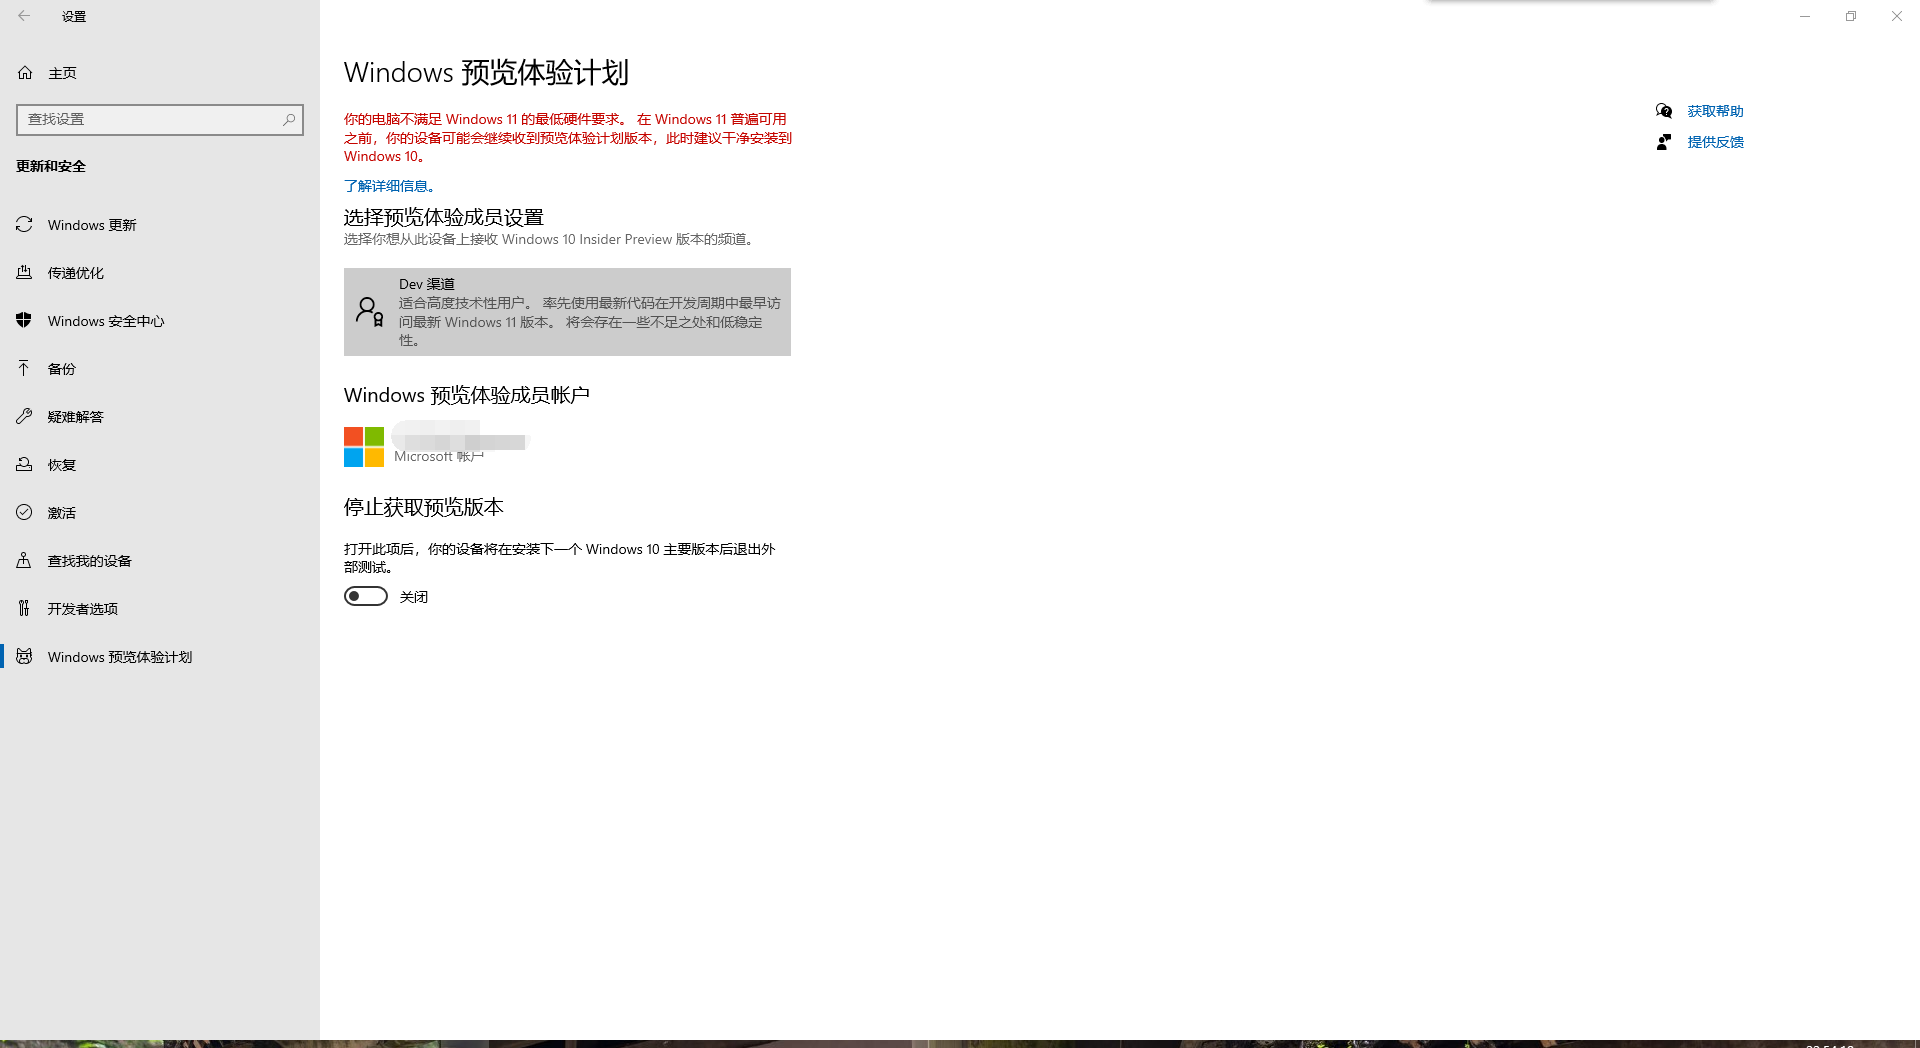 设置
主页
查找设置
更新和安全
Windows 更新
传递优化
Windows 安全中心
备份
疑难解答
恢复
激活
查找我的设备
开发者选项
Windows 预览体验计划
Windows 预览体验计划
你的电脑不满足 Windows 11 的最低硬件要求。 在 Windows 11 普遍可用
之前，你的设备可能会继续收到预览体验计划版本，此时建议干净安装到
Windows 10。
了解详细信息。
选择预览体验成员设置
选择你想从此设备上接收 Windows 10 Insider Preview 版本的频道。
Dev 渠道
适合高度技术性用户。 率先使用最新代码在开发周期中最早访
问最新 Windows 11 版本。 将会存在一些不足之处和低稳定
性。
Windows 预览体验成员帐户
Microsoft 帐户
停止获取预览版本
打开此项后，你的设备将在安装下一个 Windows 10 主要版本后退出外
部测试。
关闭
获取帮助
提供反馈